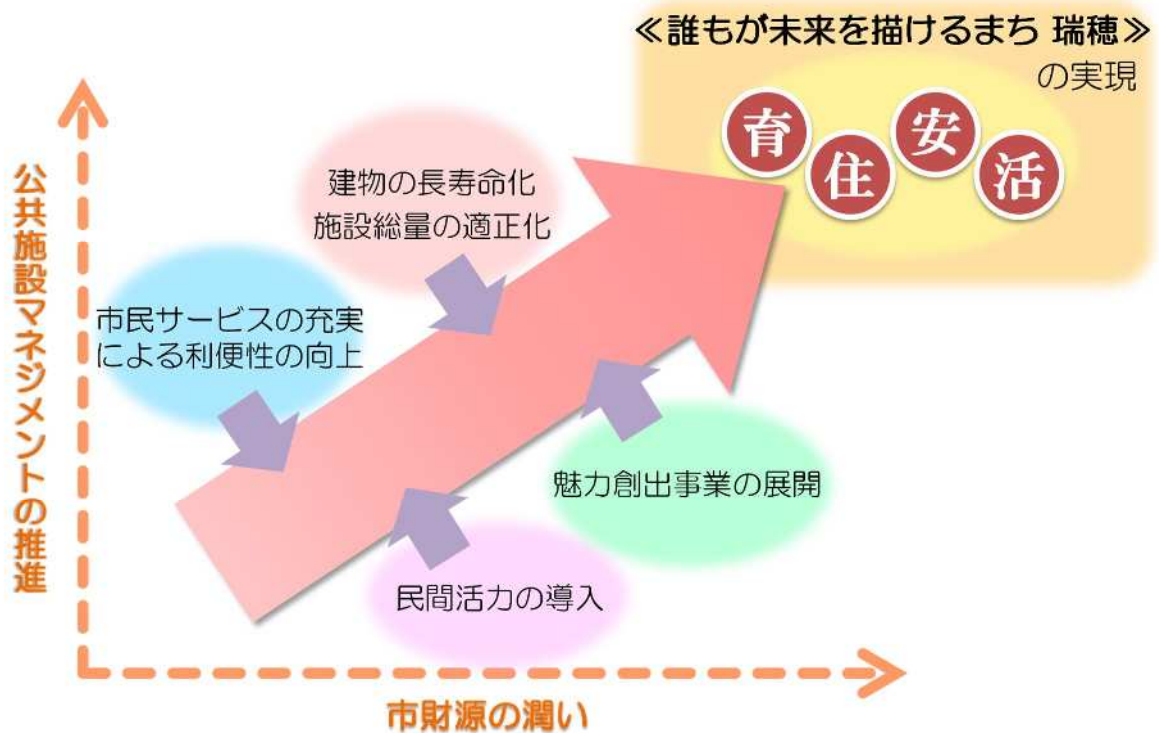 ≪誰もが未来を描けるまち 瑞穂≫
の実現
育住安活
建物の長寿命化
施設総量の適正化
市民サービスの充実
による利便性の向上
魅力創出事業の展開
民間活力の導入
公共施設マネジメントの推進
市財源の潤い